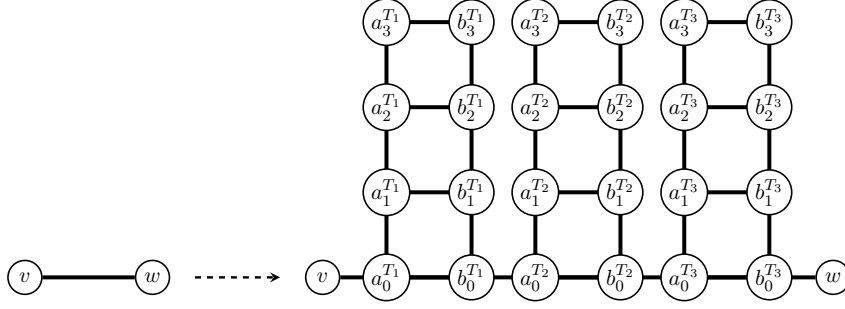 a_3^{T_1} b_3^{T_1} a_3^{T_2} b_3^{T_2} a_3^{T_3} b_3^{T_3}
a_2^{T_1} b_2^{T_1} a_2^{T_2} b_2^{T_2} a_2^{T_3} b_2^{T_3}
a_1^{T_1} b_1^{T_1} a_1^{T_2} b_1^{T_2} a_1^{T_3} b_1^{T_3}
v w v a_0^{T_1} b_0^{T_1} a_0^{T_2} b_0^{T_2} a_0^{T_3} b_0^{T_3} w